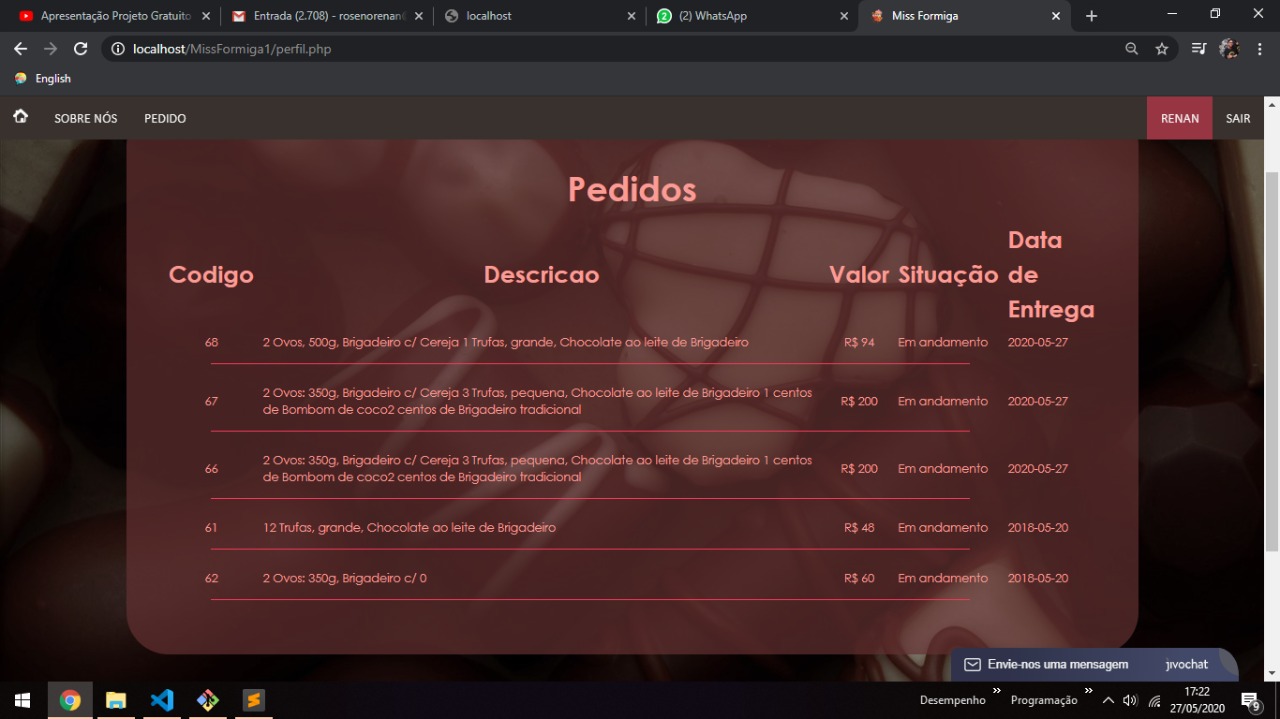 Apresentação Projeto Gratuito
Entrada (2.708) - rosenorenan
localhost
(2) WhatsApp
Miss Formiga
localhost/MissFormiga1/perfil.php
English
SOBRE NÓS PEDIDO RENAN SAIR
Pedidos
Codigo Descricao Valor Situação Data de Entrega
68 2 Ovos, 500g, Brigadeiro c/ Cereja 1 Trufas, grande, Chocolate ao leite de Brigadeiro R$ 94 Em andamento 2020-05-27
67 2 Ovos: 350g, Brigadeiro c/ Cereja 3 Trufas, pequena, Chocolate ao leite de Brigadeiro 1 centos
de Bombom de coco2 centos de Brigadeiro tradicional R$ 200 Em andamento 2020-05-27
66 2 Ovos: 350g, Brigadeiro c/ Cereja 3 Trufas, pequena, Chocolate ao leite de Brigadeiro 1 centos
de Bombom de coco2 centos de Brigadeiro tradicional R$ 200 Em andamento 2020-05-27
61 12 Trufas, grande, Chocolate ao leite de Brigadeiro R$ 48 Em andamento 2018-05-20
62 2 Ovos: 350g, Brigadeiro c/ 0 R$ 60 Em andamento 2018-05-20
Envie-nos uma mensagem jivochat
Desempenho » Programação »
17:22
27/05/2020
9